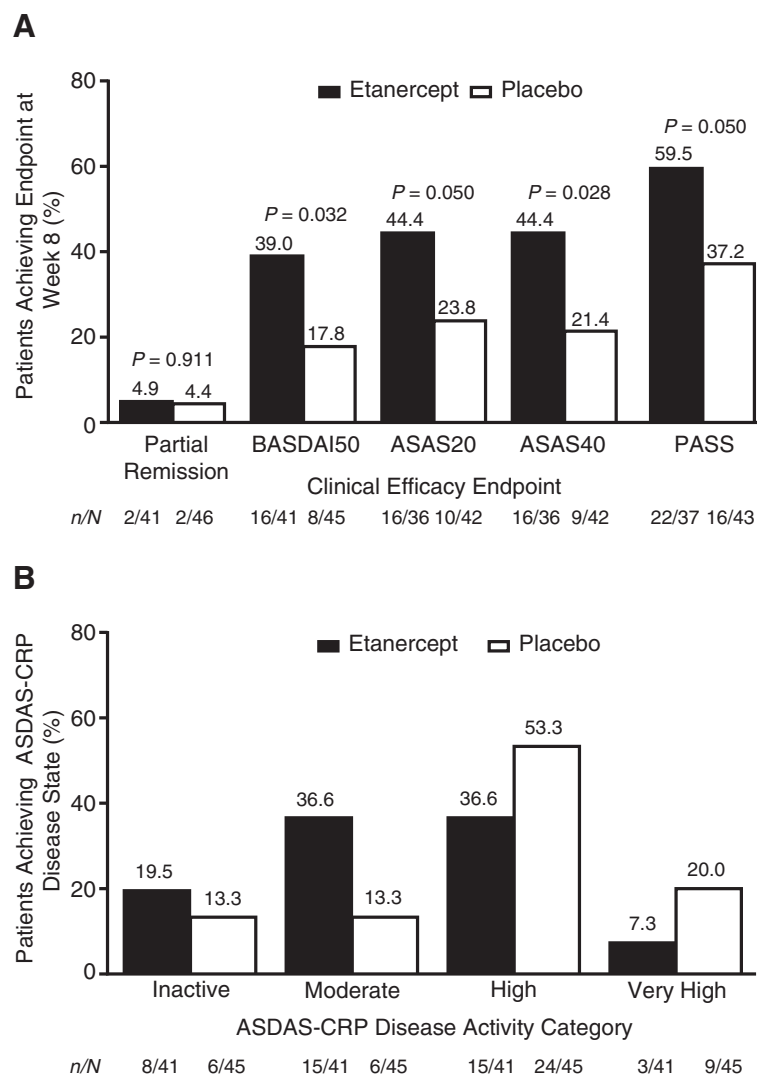 A
Patients Achieving Endpoint at
Week 8 (%)
80
60
40
20
0
Etanercept
Placebo
P = 0.911
4.9
4.4
P = 0.032
39.0
17.8
P = 0.050
44.4
23.8
P = 0.028
44.4
21.4
P = 0.050
59.5
37.2
Partial
Remission
BASDAI50
ASAS20
ASAS40
PASS
Clinical Efficacy Endpoint
n/N 2/41 2/46 16/41 8/45 16/36 10/42 16/36 9/42 22/37 16/43
B
Patients Achieving ASDAS-CRP
Disease State (%)
80
60
40
20
0
Etanercept
Placebo
19.5
13.3
36.6
13.3
36.6
53.3
7.3
20.0
Inactive
Moderate
High
Very High
ASDAS-CRP Disease Activity Category
n/N 8/41 6/45 15/41 6/45 15/41 24/45 3/41 9/45